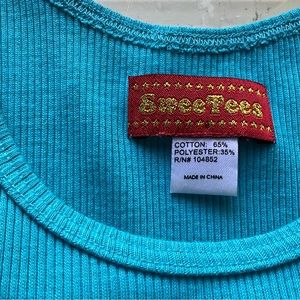 SweeTees
COTTON: 65%
POLYESTER:35%
R/N# 104852
MADE IN CHINA